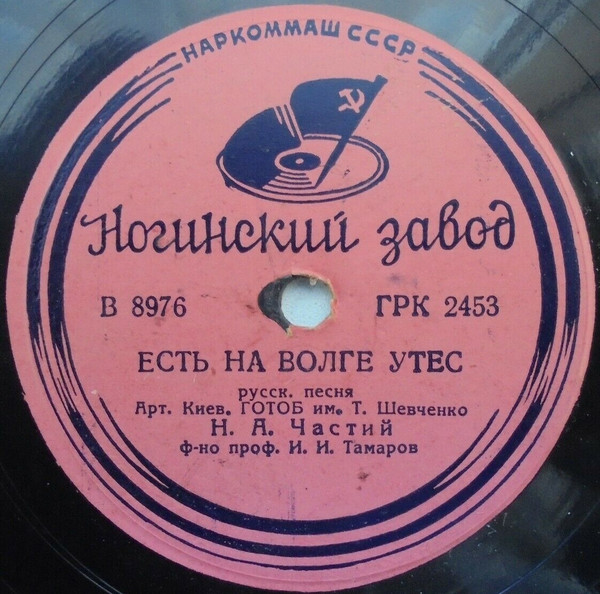 НАРКОММАШ СССР
Ногинский завод
В 8976 ГРК 2453
ЕСТЬ НА ВОЛГЕ УТЕС
русск. песня
Арт. Киев. ГОТОБ им. Т. Шевченко
Н. А. Частий
ф-но проф. И. И. Тамаров